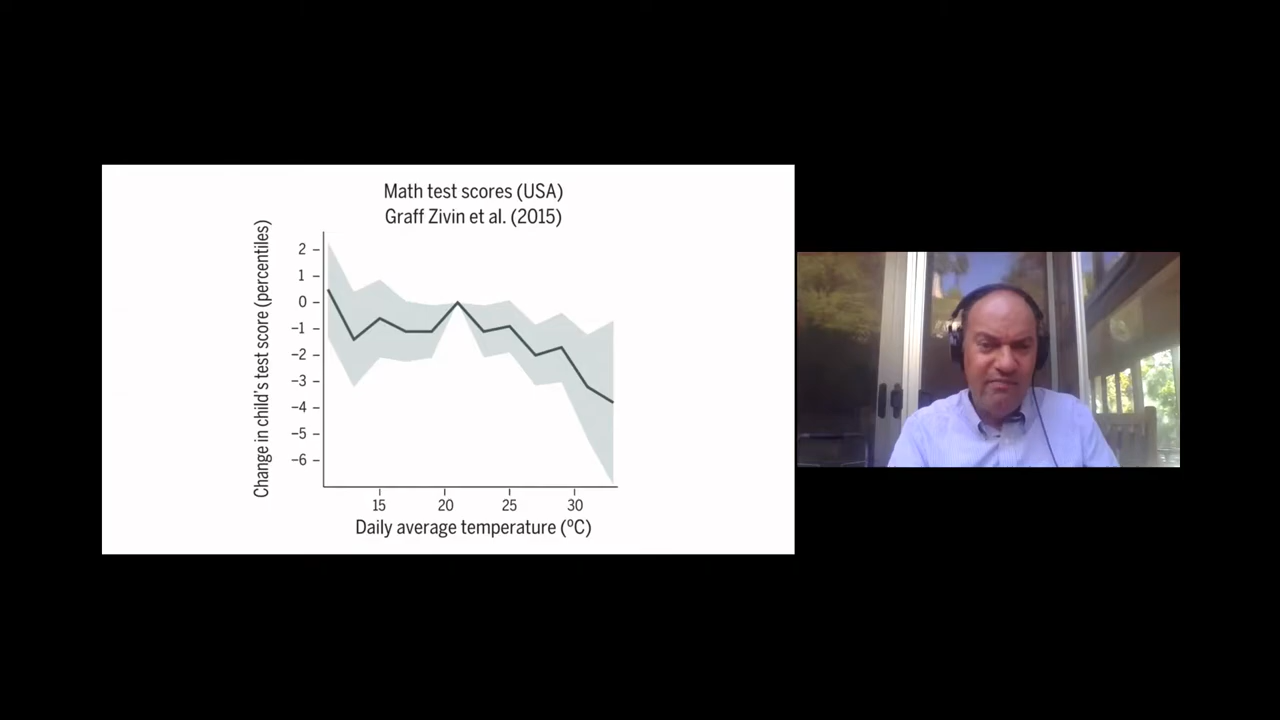 Math test scores (USA)
Graff Zivin et al. (2015)
Change in child's test score (percentiles)
2
1
0
−1
−2
−3
−4
−5
−6
15 20 25 30
Daily average temperature (ºC)